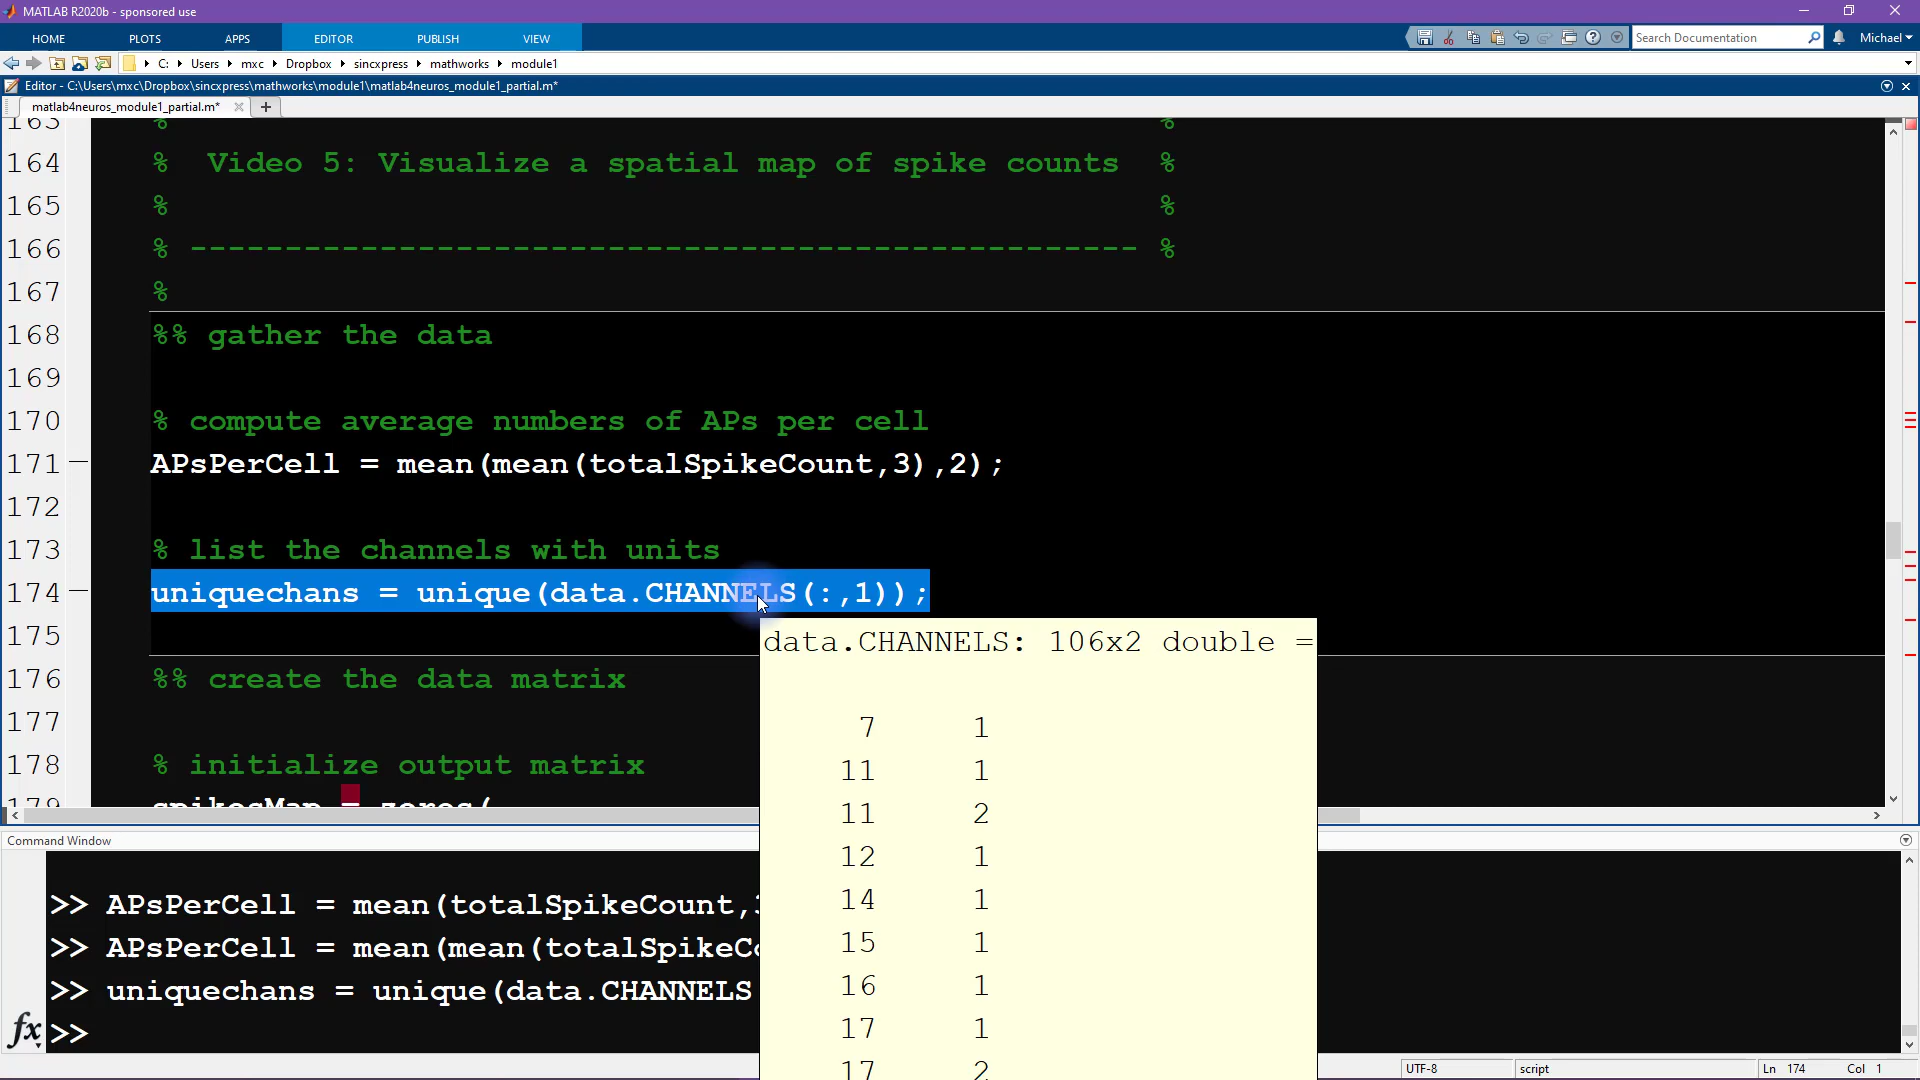 MATLAB R2020b - sponsored use
HOME PLOTS APPS EDITOR PUBLISH VIEW Search Documentation Michael
C: Users mxc Dropbox sincxpress mathworks module1
Editor - C:\Users\mxc\Dropbox\sincxpress\mathworks\module1\matlab4neuros_module1_partial.m*
matlab4neuros_module1_partial.m*
163 % %
164 % Video 5: Visualize a spatial map of spike counts %
165 % %
166 % -------------------------------------------------- %
167 %
168 %% gather the data
169
170 % compute average numbers of APs per cell
171 APsPerCell = mean(mean(totalSpikeCount,3),2);
172
173 % list the channels with units
174 uniquechans = unique(data.CHANNELS(:,1));
175
data.CHANNELS: 106x2 double =
176 %% create the data matrix
177
7 1
178 % initialize output matrix
11 1
179 spikesMap = zeros(
11 2
12 1
14 1
15 1
16 1
17 1
17 2
Command Window
>> APsPerCell = mean(totalSpikeCount,
>> APsPerCell = mean(mean(totalSpikeCo
>> uniquechans = unique(data.CHANNELS
fx >>
UTF-8 script Ln 174 Col 1